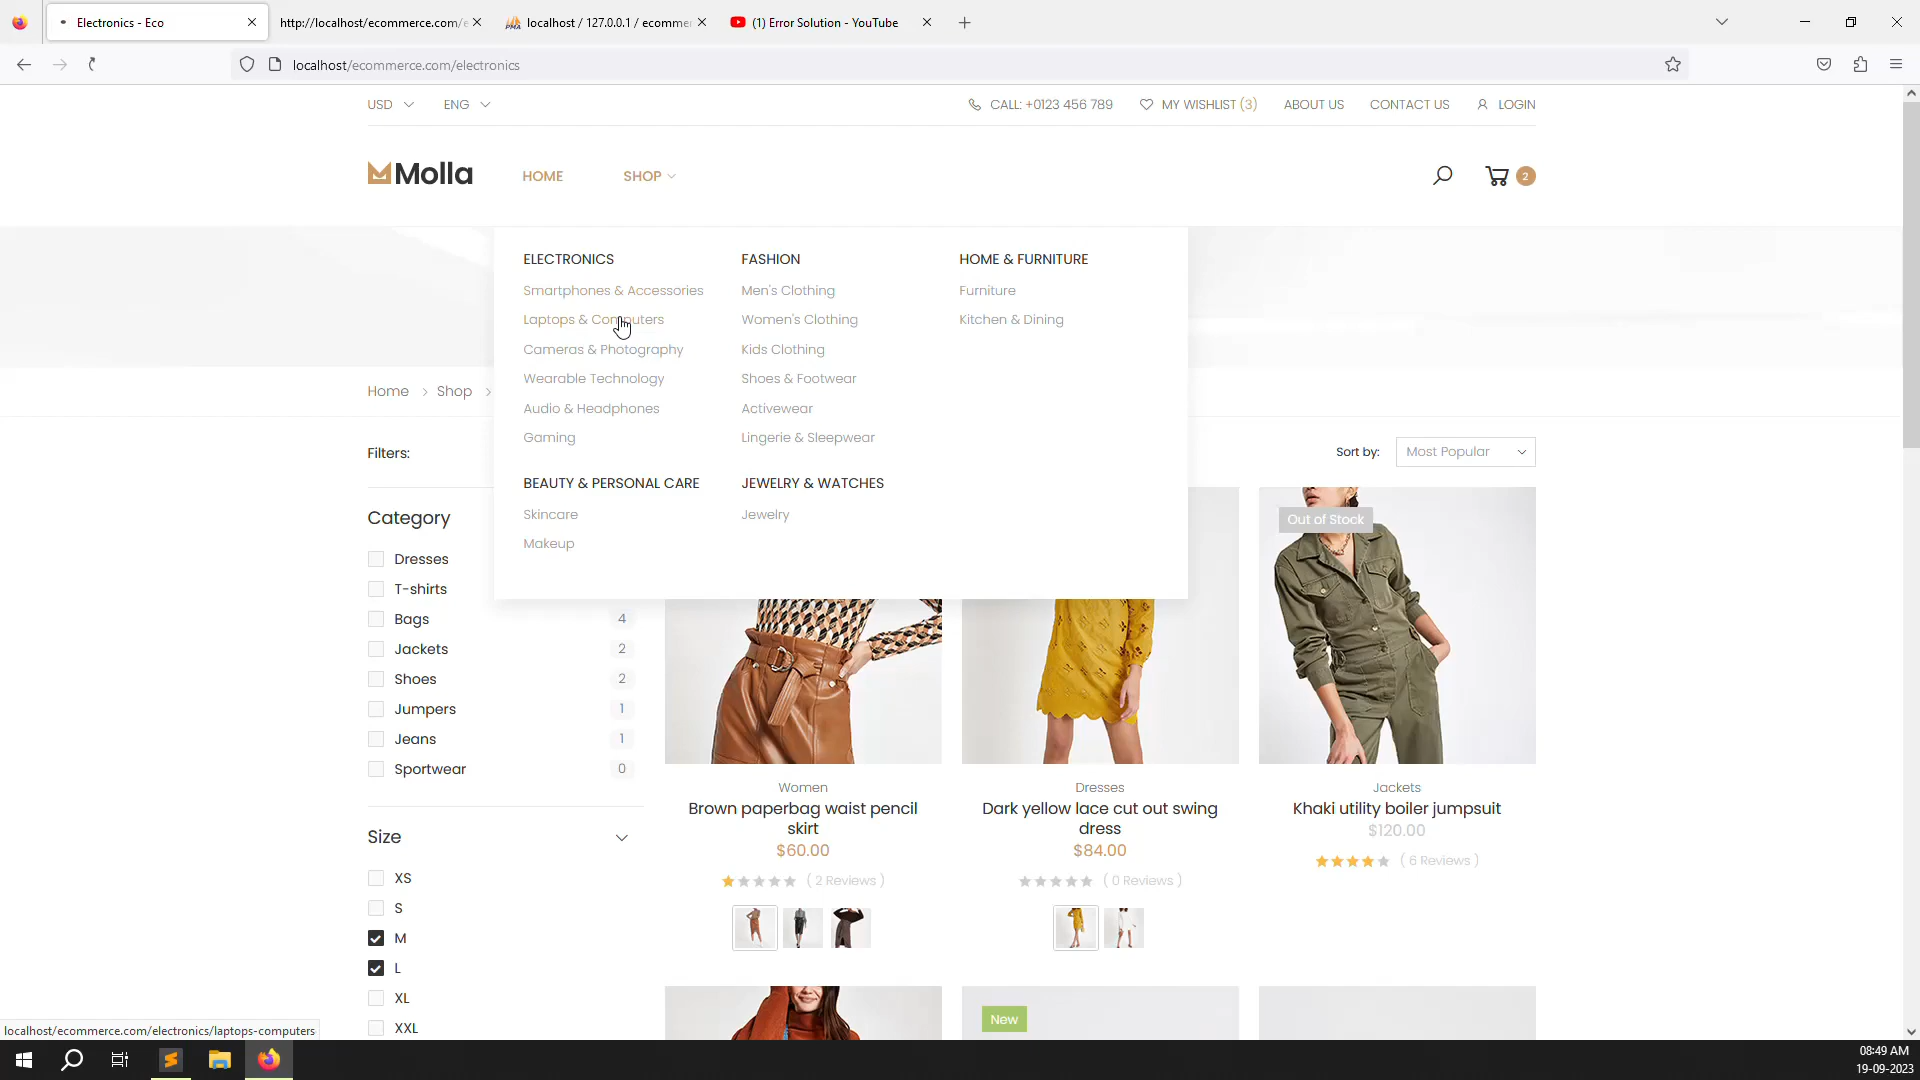 Electronics - Eco
http://localhost/ecommerce.com/e
localhost / 127.0.0.1 / ecommer
(1) Error Solution - YouTube
localhost/ecommerce.com/electronics
USD
ENG
CALL: +0123 456 789
MY WISHLIST (3)
ABOUT US
CONTACT US
LOGIN
Molla
HOME
SHOP
2
ELECTRONICS
Smartphones & Accessories
Laptops & Computers
Cameras & Photography
Wearable Technology
Audio & Headphones
Gaming
FASHION
Men's Clothing
Women's Clothing
Kids Clothing
Shoes & Footwear
Activewear
Lingerie & Sleepwear
HOME & FURNITURE
Furniture
Kitchen & Dining
BEAUTY & PERSONAL CARE
Skincare
Makeup
JEWELRY & WATCHES
Jewelry
Home
Shop
Filters:
Sort by:
Most Popular
Category
Dresses
T-shirts
Bags 4
Jackets 2
Shoes 2
Jumpers 1
Jeans 1
Sportwear 0
Size
XS
S
M
L
XL
XXL
Women
Brown paperbag waist pencil
skirt
$60.00
( 2 Reviews )
Dresses
Dark yellow lace cut out swing
dress
$84.00
( 0 Reviews )
Out of Stock
Jackets
Khaki utility boiler jumpsuit
$120.00
( 6 Reviews )
New
localhost/ecommerce.com/electronics/laptops-computers
08:49 AM
19-09-2023